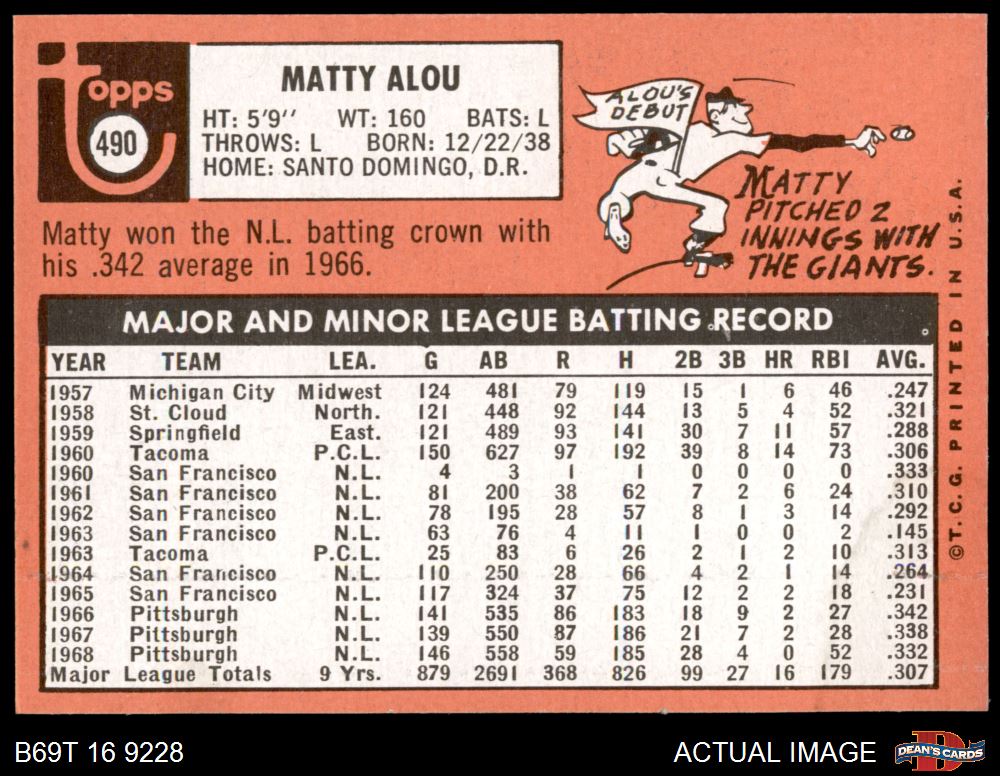 Topps
490
MATTY ALOU
HT: 5'9" WT: 160 BATS: L
THROWS: L BORN: 12/22/38
HOME: SANTO DOMINGO, D.R.
ALOU'S
DEBUT
MATTY
PITCHED 2
INNINGS WITH
THE GIANTS.
Matty won the N.L. batting crown with
his .342 average in 1966.
MAJOR AND MINOR LEAGUE BATTING RECORD
YEAR TEAM LEA. G AB R H 2B 3B HR RBI AVG.
1957 Michigan City Midwest 124 481 79 119 15 1 6 46 .247
1958 St. Cloud North. 121 448 92 144 13 5 4 52 .321
1959 Springfield East. 121 489 93 141 30 7 11 57 .288
1960 Tacoma P.C.L. 150 627 97 192 39 8 14 73 .306
1960 San Francisco N.L. 4 3 1 1 0 0 0 0 .333
1961 San Francisco N.L. 81 200 38 62 7 2 6 24 .310
1962 San Francisco N.L. 78 195 28 57 8 1 3 14 .292
1963 San Francisco N.L. 63 76 4 11 1 0 0 2 .145
1963 Tacoma P.C.L. 25 83 6 26 2 1 2 10 .313
1964 San Francisco N.L. 110 250 28 66 4 2 1 14 .264
1965 San Francisco N.L. 117 324 37 75 12 2 2 18 .231
1966 Pittsburgh N.L. 141 535 86 183 18 9 2 27 .342
1967 Pittsburgh N.L. 139 550 87 186 21 7 2 28 .338
1968 Pittsburgh N.L. 146 558 59 185 28 4 0 52 .332
Major League Totals 9 Yrs. 879 2691 368 826 99 27 16 179 .307
©T.C.G. PRINTED IN U.S.A.
B69T 16 9228
ACTUAL IMAGE
DEAN'S CARDS